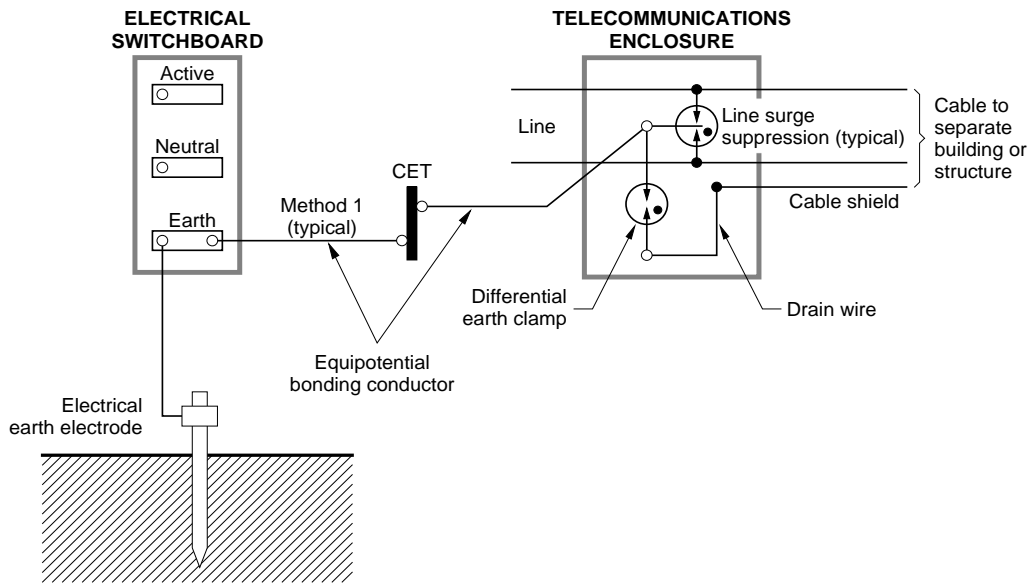 ELECTRICAL
SWITCHBOARD
TELECOMMUNICATIONS
ENCLOSURE
Active
Neutral
Earth
Method 1
(typical)
CET
Line
Line surge
suppression (typical)
Cable to
separate
building or
structure
Cable shield
Differential
earth clamp
Drain wire
Equipotential
bonding conductor
Electrical
earth electrode